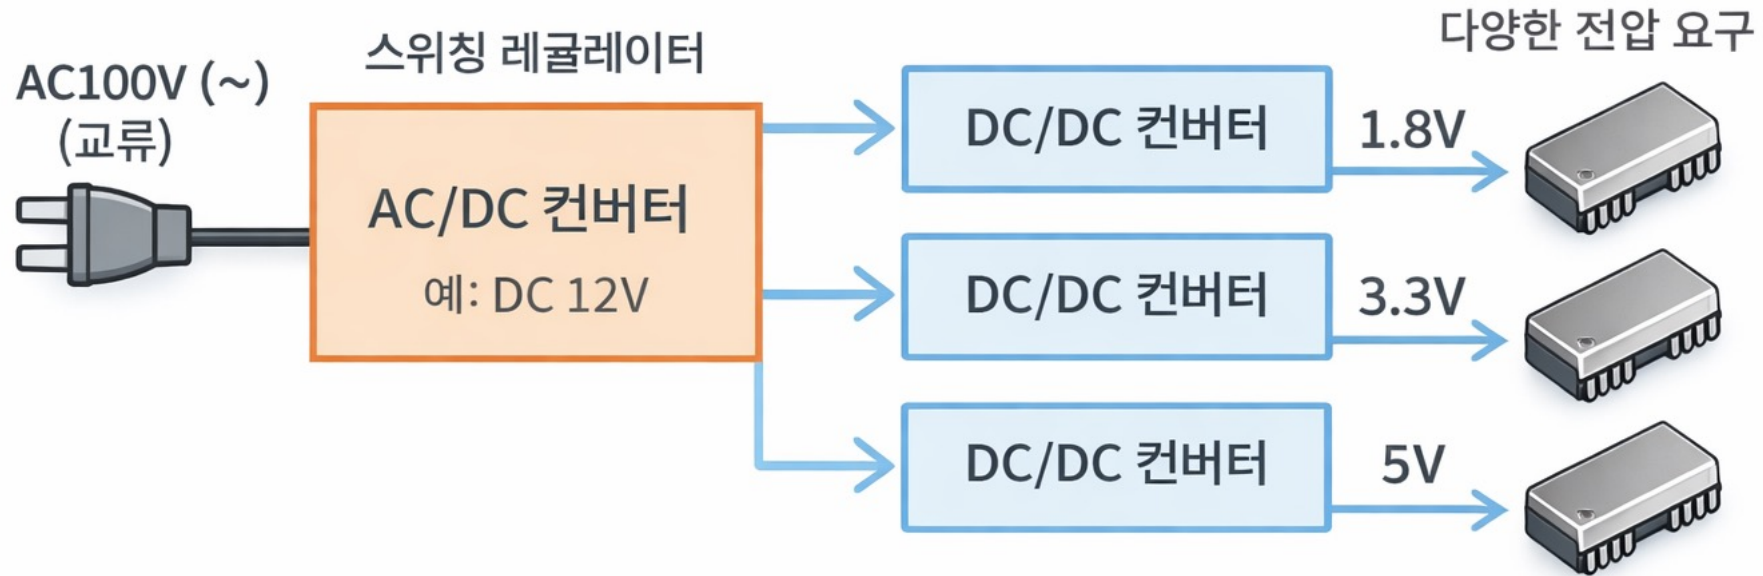 다양한 전압 요구
스위칭 레귤레이터
AC100V (~)
(교류)
AC/DC 컨버터
예: DC 12V
DC/DC 컨버터
1.8V
DC/DC 컨버터
3.3V
DC/DC 컨버터
5V